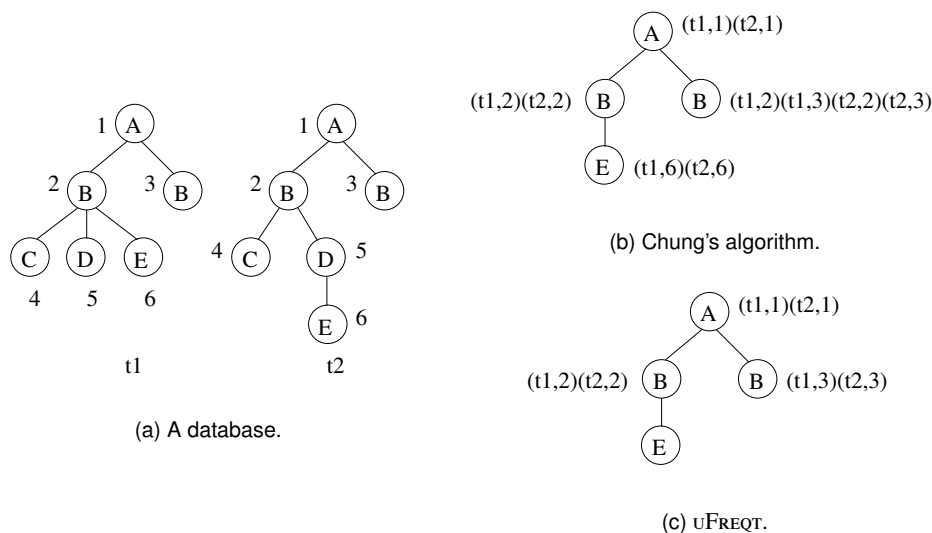 1 A
2 B
3 B
C D E
4 5 6
t1
1 A
2 B
3 B
4 C
D 5
E 6
t2
(a) A database.
A (t1,1)(t2,1)
(t1,2)(t2,2) B
B (t1,2)(t1,3)(t2,2)(t2,3)
E (t1,6)(t2,6)
(b) Chung's algorithm.
A (t1,1)(t2,1)
(t1,2)(t2,2) B
B (t1,3)(t2,3)
E
(c) UFREQT.